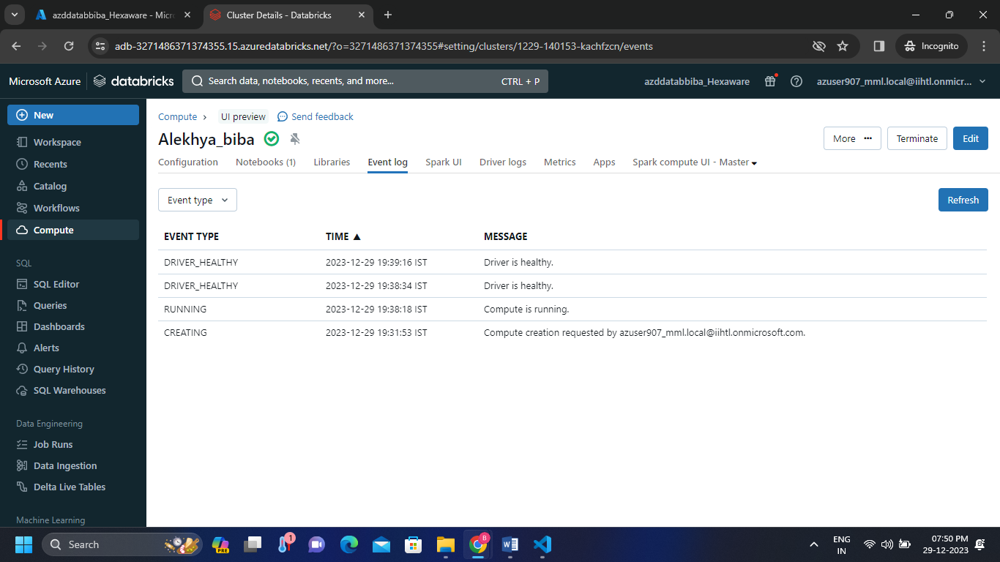 azddatabbiba_Hexaware - Micr
Cluster Details - Databricks
adb-3271486371374355.15.azuredatabricks.net/?o=3271486371374355#setting/clusters/1229-140153-kachfzcn/events
Incognito
Microsoft Azure
databricks
Search data, notebooks, recents, and more...
CTRL + P
azddatabbiba_Hexaware
azuser907_mml.local@iihtl.onmicr...
New
Workspace
Recents
Catalog
Workflows
Compute
SQL
SQL Editor
Queries
Dashboards
Alerts
Query History
SQL Warehouses
Data Engineering
Job Runs
Data Ingestion
Delta Live Tables
Machine Learning
Compute
UI preview
Send feedback
Alekhya_biba
More
Terminate
Edit
Configuration Notebooks (1) Libraries Event log Spark UI Driver logs Metrics Apps Spark compute UI - Master
Event type
Refresh
EVENT TYPE TIME ▲ MESSAGE
DRIVER_HEALTHY 2023-12-29 19:39:16 IST Driver is healthy.
DRIVER_HEALTHY 2023-12-29 19:38:34 IST Driver is healthy.
RUNNING 2023-12-29 19:38:18 IST Compute is running.
CREATING 2023-12-29 19:31:53 IST Compute creation requested by azuser907_mml.local@iihtl.onmicrosoft.com.
Search
PRE
1
8
ENG
IN
07:50 PM
29-12-2023